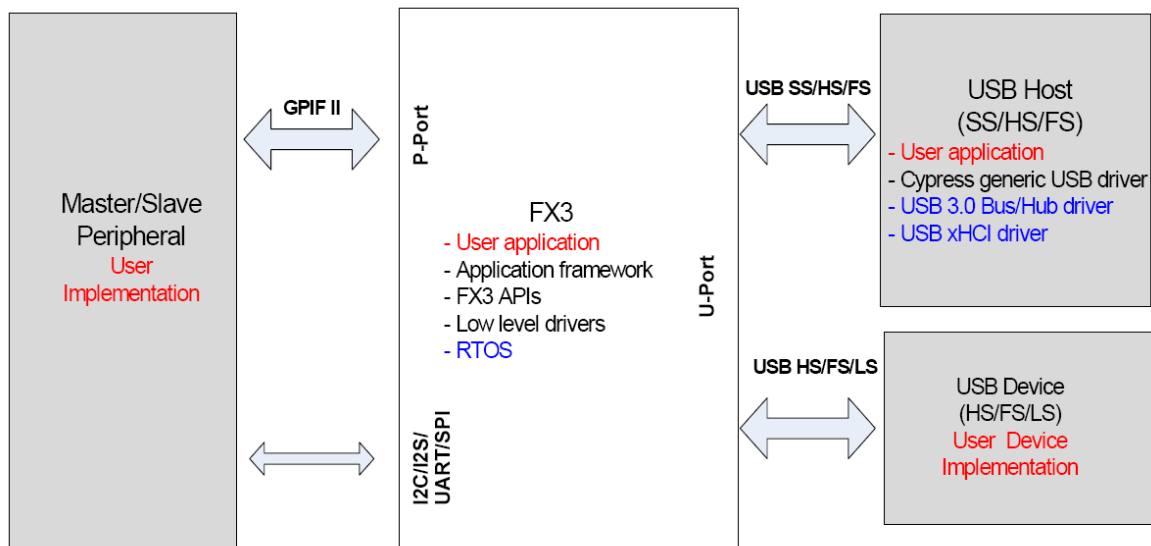 Master/Slave
Peripheral
User
Implementation
GPIF II
P-Port
I2C/I2S/
UART/SPI
FX3
- User application
- Application framework
- FX3 APIs
- Low level drivers
- RTOS
U-Port
USB SS/HS/FS
USB HS/FS/LS
USB Host
(SS/HS/FS)
- User application
- Cypress generic USB driver
- USB 3.0 Bus/Hub driver
- USB xHCI driver
USB Device
(HS/FS/LS)
User Device
Implementation